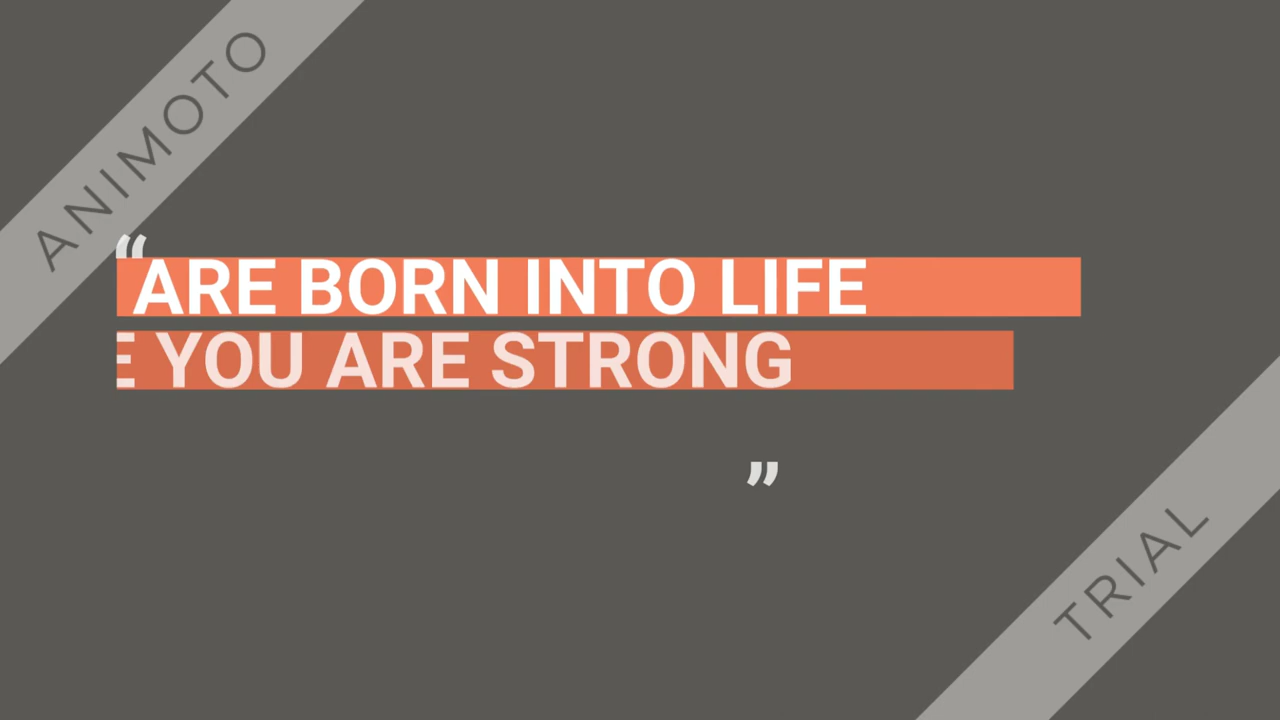 ANIMOTO
“
ARE BORN INTO LIFE
E YOU ARE STRONG
”
TRIAL